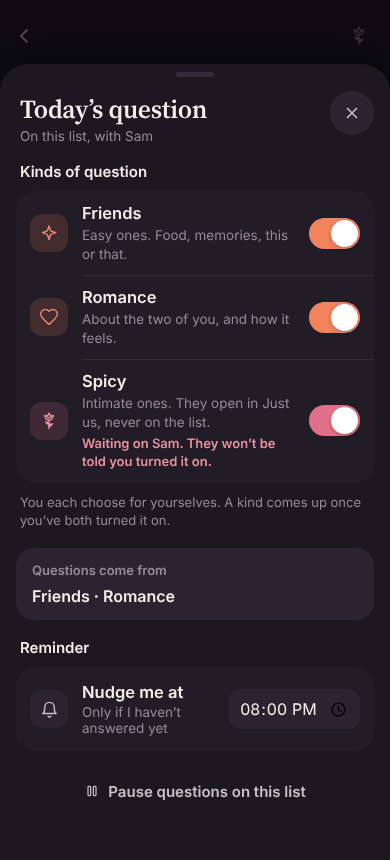 Today’s question
On this list, with Sam
Kinds of question
Friends
Easy ones. Food, memories, this
or that.
Romance
About the two of you, and how it
feels.
Spicy
Intimate ones. They open in Just
us, never on the list.
Waiting on Sam. They won’t be
told you turned it on.
You each choose for yourselves. A kind comes up once
you’ve both turned it on.
Questions come from
Friends · Romance
Reminder
Nudge me at
Only if I haven’t
answered yet
08:00 PM
Pause questions on this list